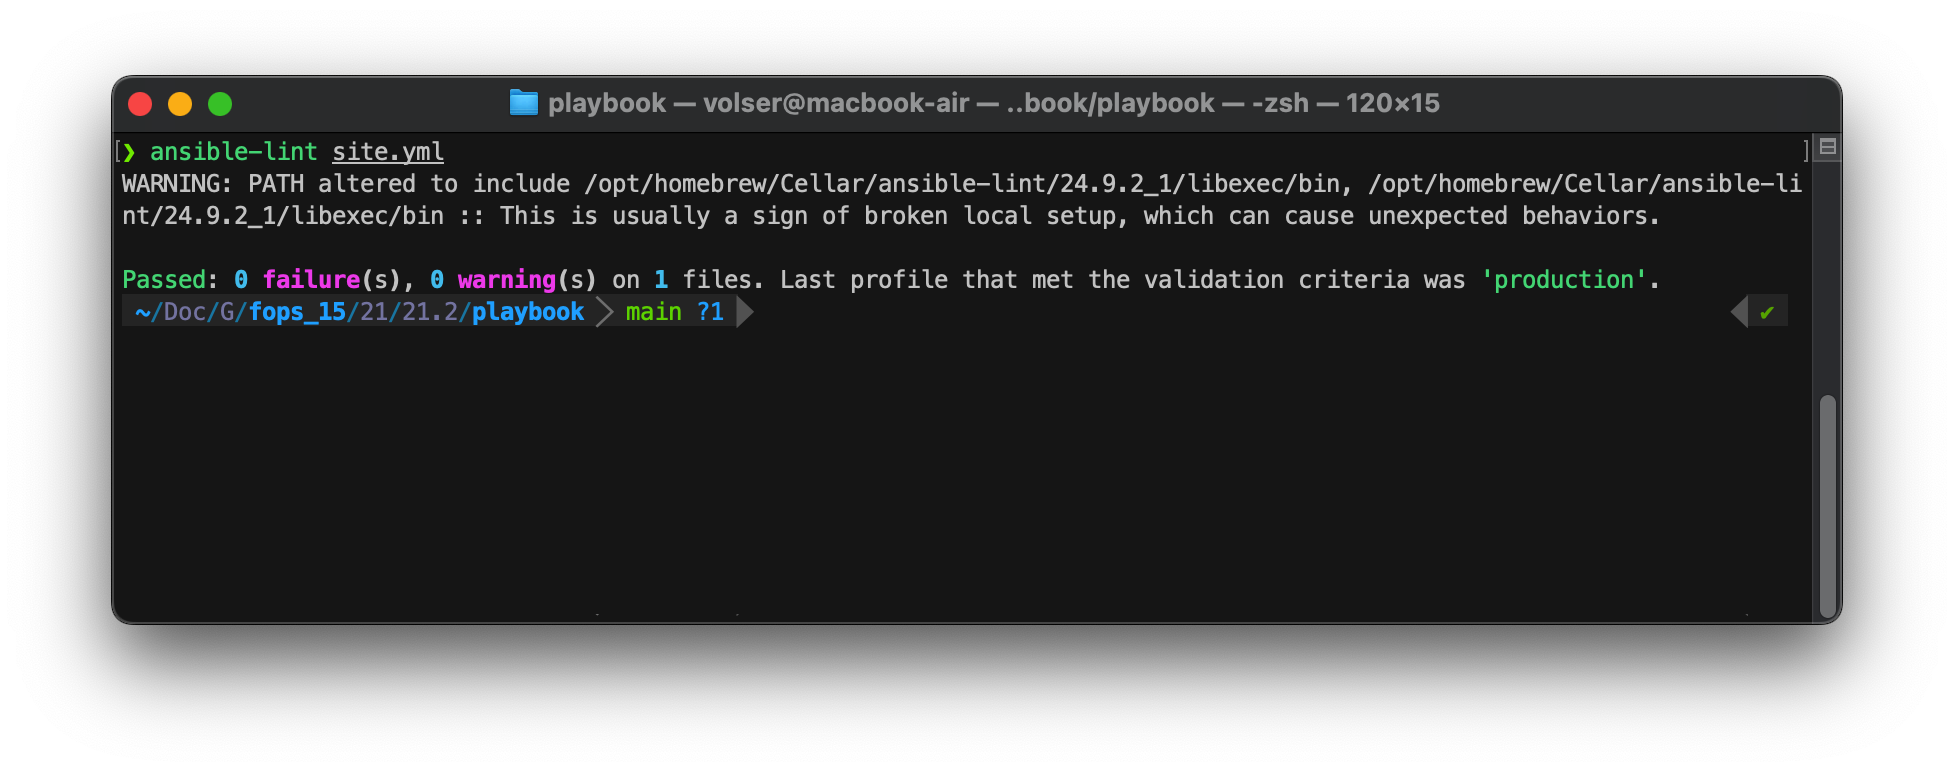 playbook — volser@macbook-air — ..book/playbook — -zsh — 120×15
[❯ ansible-lint site.yml ]
WARNING: PATH altered to include /opt/homebrew/Cellar/ansible-lint/24.9.2_1/libexec/bin, /opt/homebrew/Cellar/ansible-li
nt/24.9.2_1/libexec/bin :: This is usually a sign of broken local setup, which can cause unexpected behaviors.
Passed: 0 failure(s), 0 warning(s) on 1 files. Last profile that met the validation criteria was 'production'.
~/Doc/G/fops_15/21/21.2/playbook main ?1 ✔